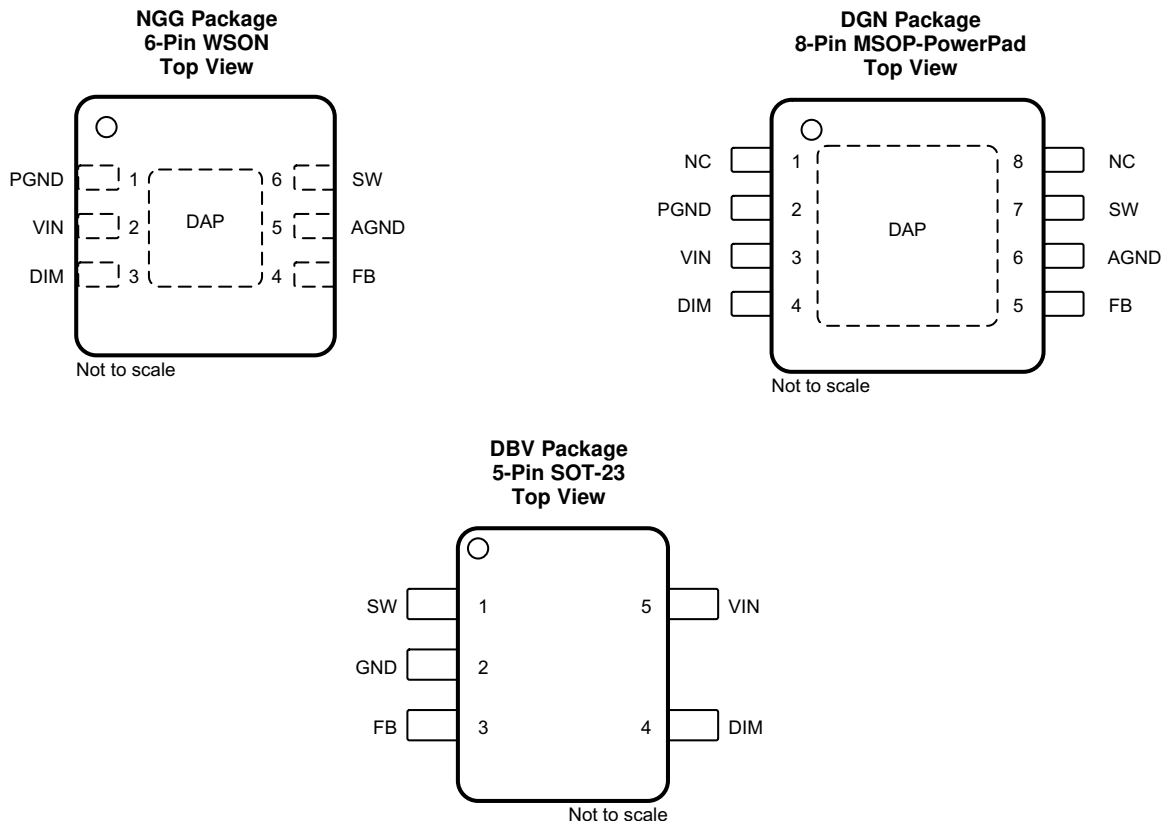 NGG Package
6-Pin WSON
Top View
PGND 1 6 SW
VIN 2 DAP 5 AGND
DIM 3 4 FB
Not to scale
DGN Package
8-Pin MSOP-PowerPad
Top View
NC 1 8 NC
PGND 2 7 SW
DAP
VIN 3 6 AGND
DIM 4 5 FB
Not to scale
DBV Package
5-Pin SOT-23
Top View
SW 1 5 VIN
GND 2
FB 3 4 DIM
Not to scale